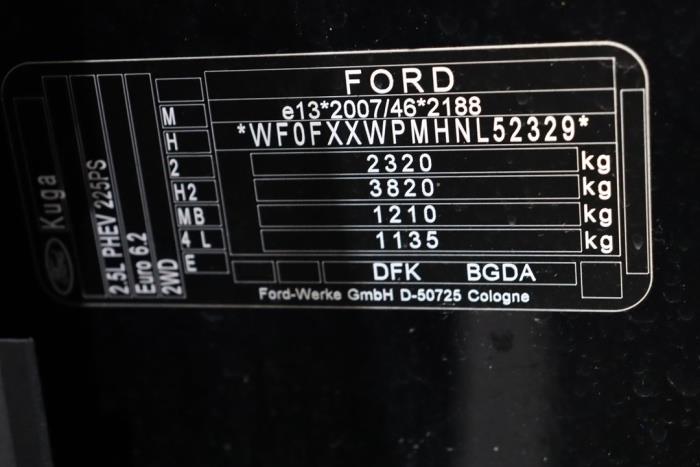 FORD
e13*2007/46*2188
*WF0FXXWPMHNL52329*
2320 kg
3820 kg
1210 kg
1135 kg
DFK BGDA
Ford-Werke GmbH D-50725 Cologne
M
H
2
H2
MB
4 L
E
Kuga
2.5L PHEV 225PS
Euro 6.2
2WD